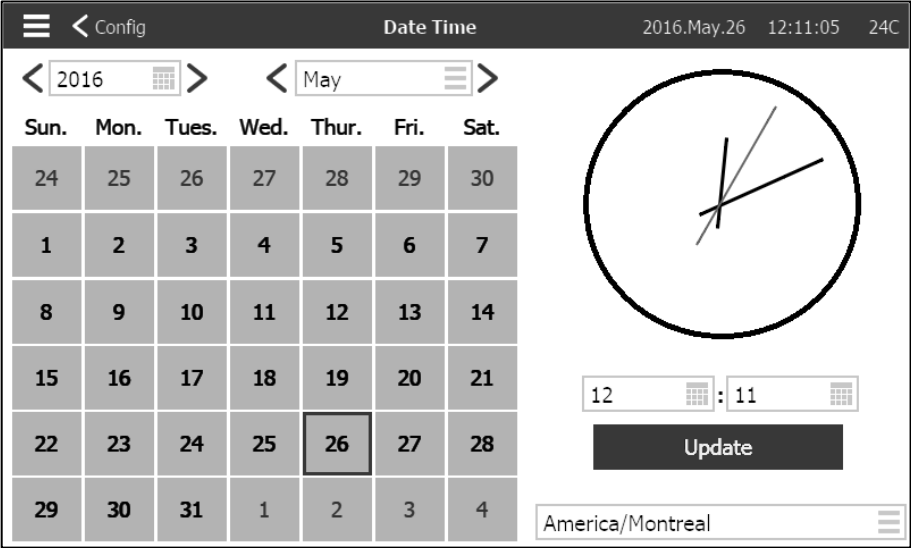 Config Date Time 2016.May.26 12:11:05 24C
2016 May
Sun. Mon. Tues. Wed. Thur. Fri. Sat.
24 25 26 27 28 29 30
1 2 3 4 5 6 7
8 9 10 11 12 13 14
15 16 17 18 19 20 21
22 23 24 25 26 27 28
29 30 31 1 2 3 4
12 : 11
Update
America/Montreal